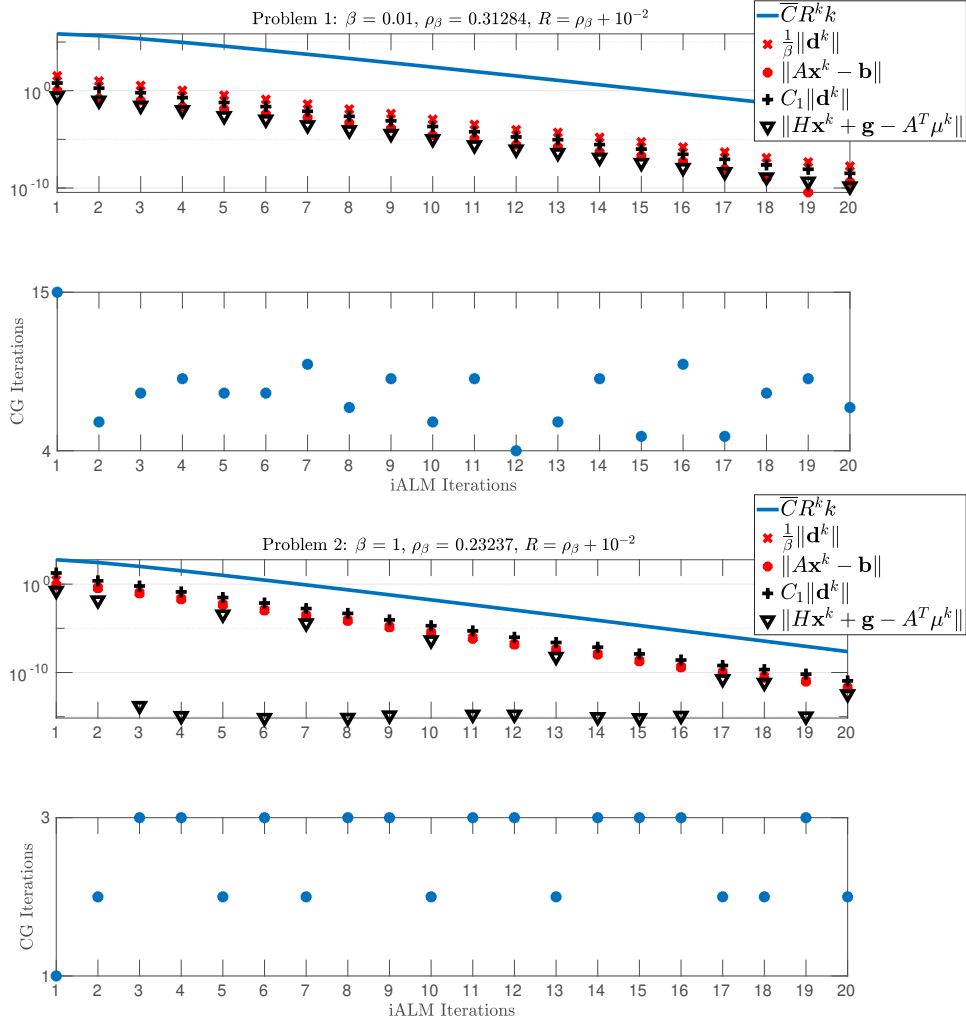 Problem 1: β = 0.01, ρ_β = 0.31284, R = ρ_β + 10^{-2}
\overline{C}R^k k
\frac{1}{β}‖d^k‖
‖Ax^k − b‖
C_1‖d^k‖
‖Hx^k + g − A^T μ^k‖
10^0
10^{-10}
1 2 3 4 5 6 7 8 9 10 11 12 13 14 15 16 17 18 19 20
15
CG Iterations
4
1 2 3 4 5 6 7 8 9 10 11 12 13 14 15 16 17 18 19 20
iALM Iterations
Problem 2: β = 1, ρ_β = 0.23237, R = ρ_β + 10^{-2}
\overline{C}R^k k
\frac{1}{β}‖d^k‖
‖Ax^k − b‖
C_1‖d^k‖
‖Hx^k + g − A^T μ^k‖
10^0
10^{-10}
1 2 3 4 5 6 7 8 9 10 11 12 13 14 15 16 17 18 19 20
3
CG Iterations
1
1 2 3 4 5 6 7 8 9 10 11 12 13 14 15 16 17 18 19 20
iALM Iterations